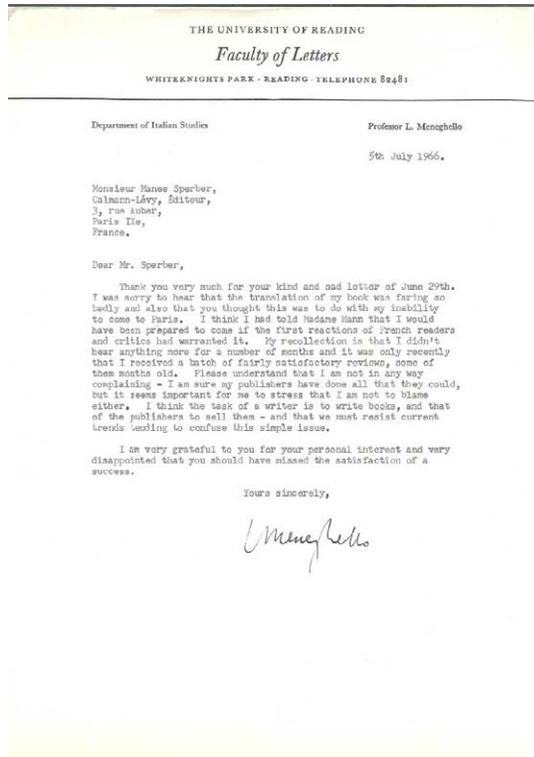 THE UNIVERSITY OF READING
Faculty of Letters
WHITEKNIGHTS PARK · READING · TELEPHONE 82481
Department of Italian Studies
Professor L. Meneghello
5th July 1966.
Monsieur Manes Sperber,
Calmann-Lévy, Éditeur,
3, rue Auber,
Paris IXe,
France.
Dear Mr. Sperber,
Thank you very much for your kind and sad letter of June 29th.
I was sorry to hear that the translation of my book was faring so
badly and also that you thought this was to do with my inability
to come to Paris. I think I had told Madame Mann that I would
have been prepared to come if the first reactions of French readers
and critics had warranted it. My recollection is that I didn't
hear anything more for a number of months and it was only recently
that I received a batch of fairly satisfactory reviews, some of
them months old. Please understand that I am not in any way
complaining - I am sure my publishers have done all that they could,
but it seems important for me to stress that I am not to blame
either. I think the task of a writer is to write books, and that
of the publishers to sell them - and that we must resist current
trends tending to confuse this simple issue.
I am very grateful to you for your personal interest and very
disappointed that you should have missed the satisfaction of a
success.
Yours sincerely,
LMeneghello